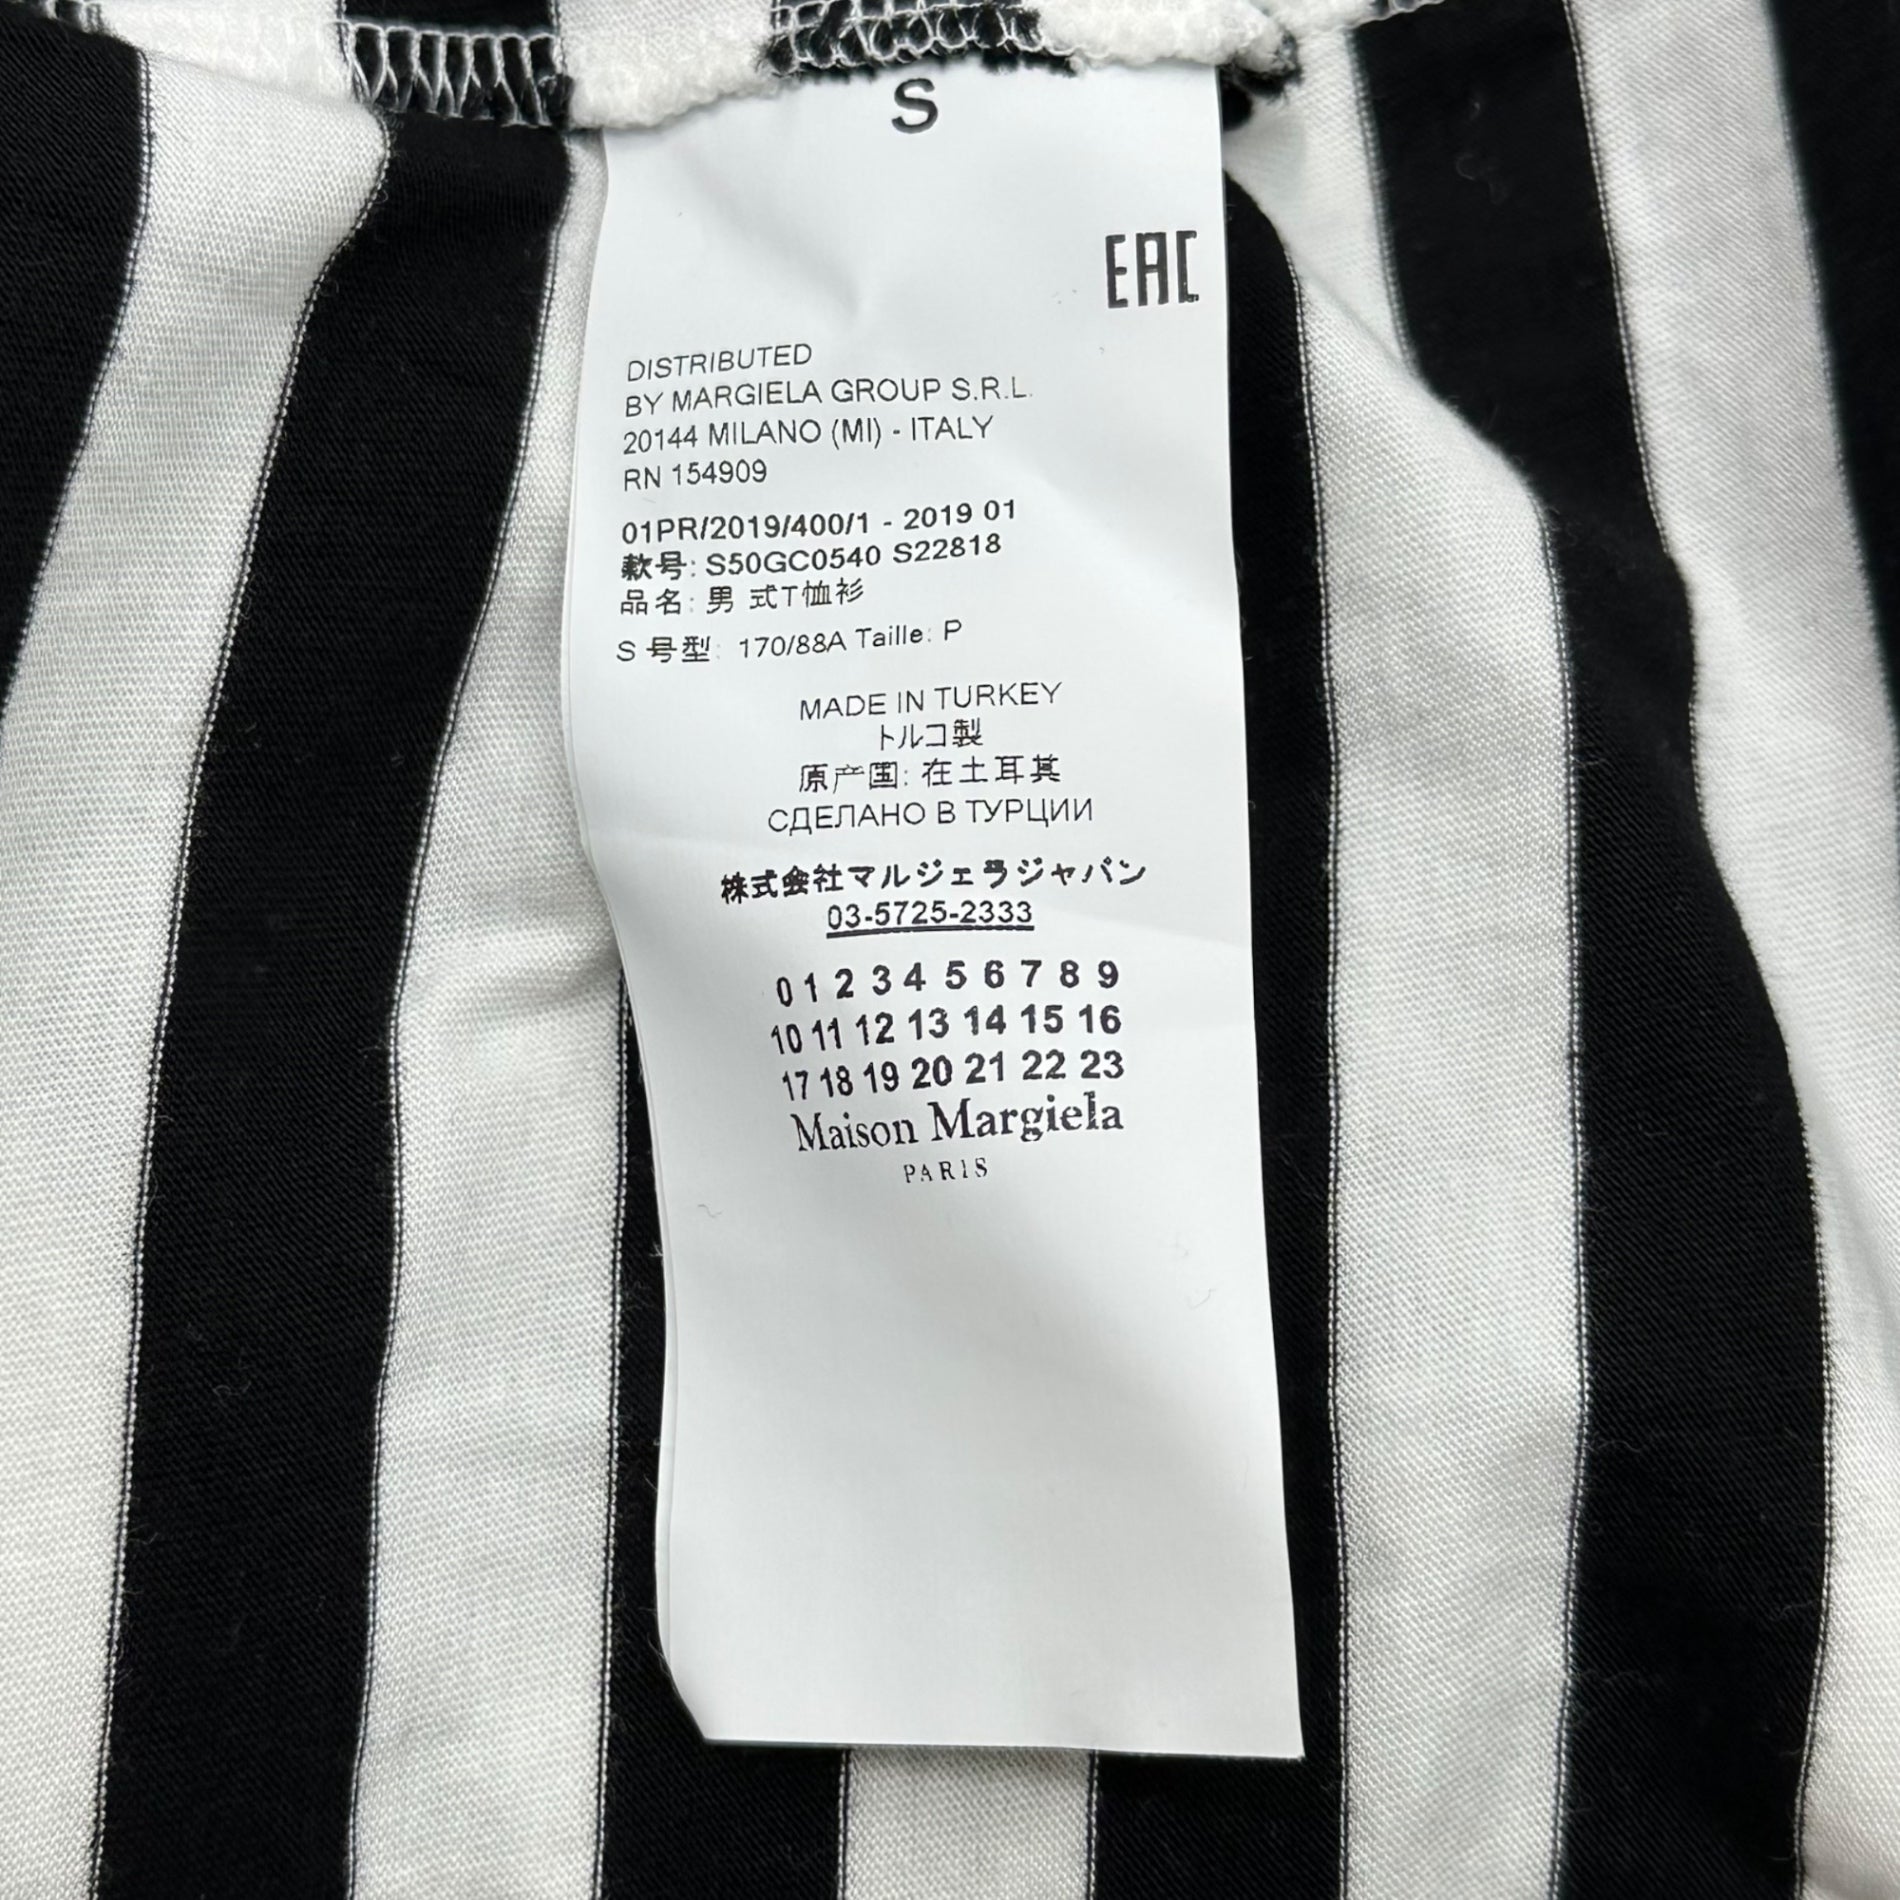 S
EAC
DISTRIBUTED
BY MARGIELA GROUP S.R.L.
20144 MILANO (MI) - ITALY
RN 154909
01PR/2019/400/1 - 2019 01
款号: S50GC0540 S22818
品名: 男 式T恤衫
S 号型: 170/88A Taille: P
MADE IN TURKEY
トルコ製
原产国: 在土耳其
СДЕЛАНО В ТУРЦИИ
株式会社マルジェラジャパン
03-5725-2333
0 1 2 3 4 5 6 7 8 9
10 11 12 13 14 15 16
17 18 19 20 21 22 23
Maison Margiela
PARIS